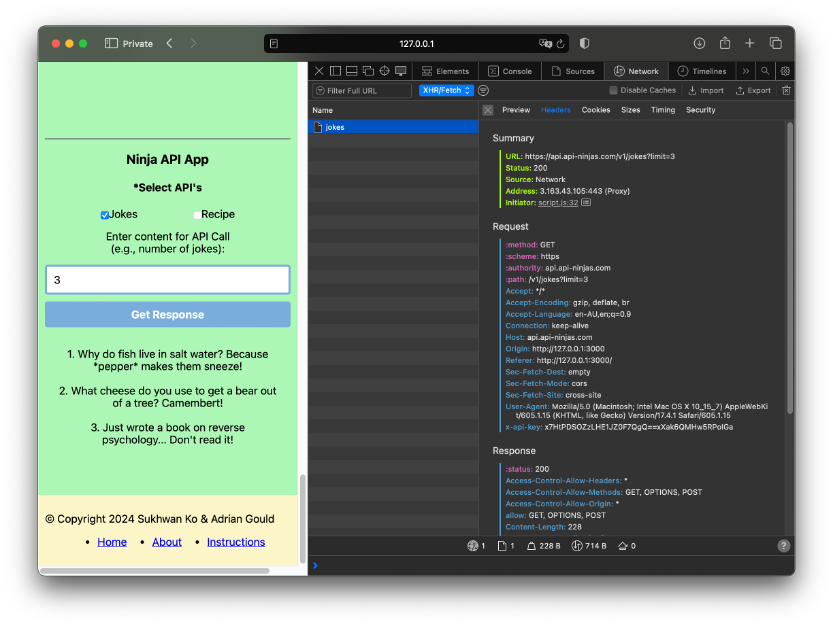 Private
127.0.0.1
Elements
Console
Sources
Network
Timelines
Filter Full URL
XHR/Fetch
Disable Caches
Import
Export
Name
Preview
Headers
Cookies
Sizes
Timing
Security
jokes
Ninja API App
*Select API's
Jokes
Recipe
Enter content for API Call
(e.g., number of jokes):
3
Get Response
1. Why do fish live in salt water? Because
*pepper* makes them sneeze!
2. What cheese do you use to get a bear out
of a tree? Camembert!
3. Just wrote a book on reverse
psychology... Don't read it!
© Copyright 2024 Sukhwan Ko & Adrian Gould
• Home • About • Instructions
Summary
URL: https://api.api-ninjas.com/v1/jokes?limit=3
Status: 200
Source: Network
Address: 3.163.43.105:443 (Proxy)
Initiator: script.js:32
Request
:method: GET
:scheme: https
:authority: api.api-ninjas.com
:path: /v1/jokes?limit=3
Accept: */*
Accept-Encoding: gzip, deflate, br
Accept-Language: en-AU,en;q=0.9
Connection: keep-alive
Host: api.api-ninjas.com
Origin: http://127.0.0.1:3000
Referer: http://127.0.0.1:3000/
Sec-Fetch-Dest: empty
Sec-Fetch-Mode: cors
Sec-Fetch-Site: cross-site
User-Agent: Mozilla/5.0 (Macintosh; Intel Mac OS X 10_15_7) AppleWebKi
t/605.1.15 (KHTML, like Gecko) Version/17.4.1 Safari/605.1.15
x-api-key: x7HtPDSOZzLHE1JZ0F7QgQ==xXak6QMHw5RPoIGa
Response
:status: 200
Access-Control-Allow-Headers: *
Access-Control-Allow-Methods: GET, OPTIONS, POST
Access-Control-Allow-Origin: *
allow: GET, OPTIONS, POST
Content-Length: 228
1
1
228 B
714 B
0
?